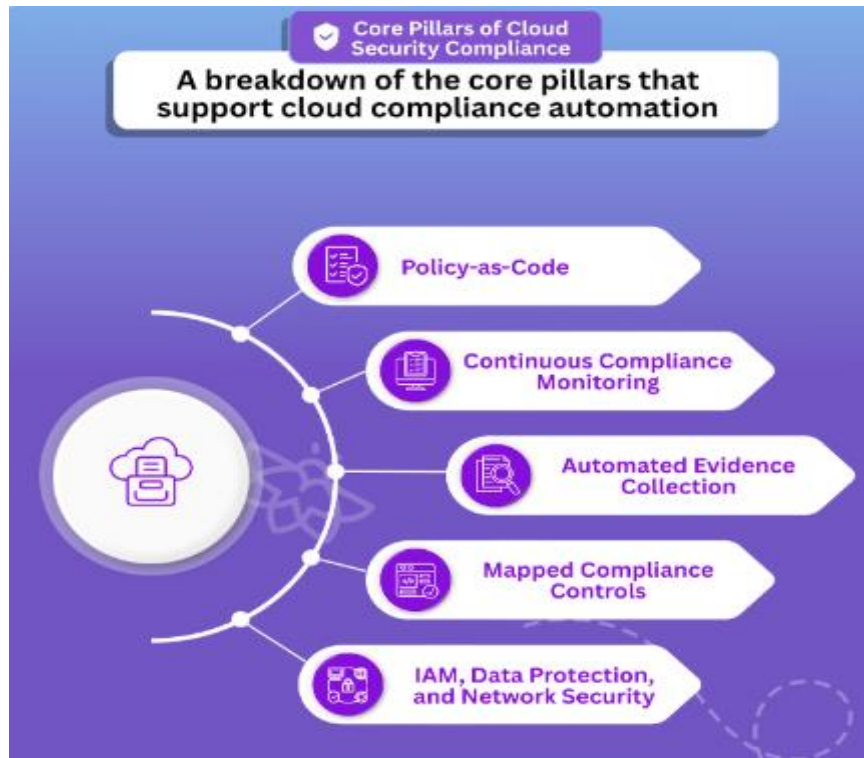 Core Pillars of Cloud
Security Compliance
A breakdown of the core pillars that
support cloud compliance automation
Policy-as-Code
Continuous Compliance
Monitoring
Automated Evidence
Collection
Mapped Compliance
Controls
IAM, Data Protection,
and Network Security